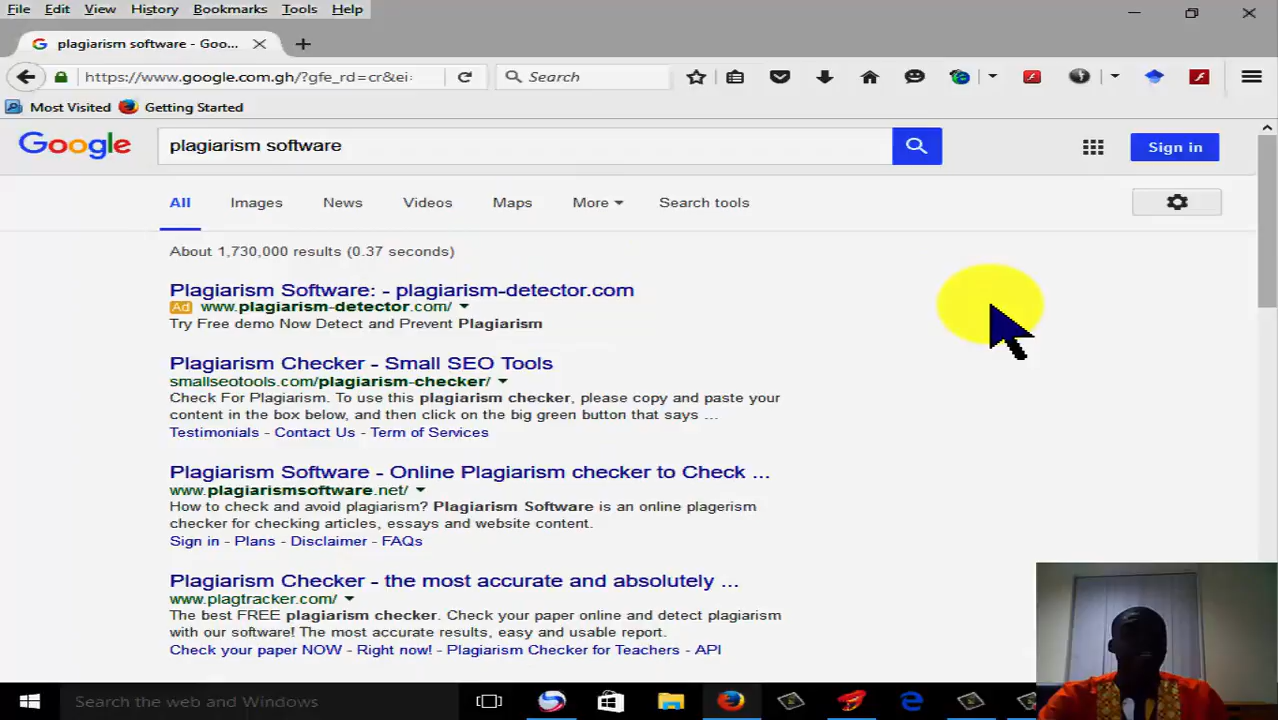 File Edit View History Bookmarks Tools Help
plagiarism software - Goo...
https://www.google.com.gh/?gfe_rd=cr&ei:
Search
Most Visited Getting Started
Google plagiarism software Sign in
All Images News Videos Maps More Search tools
About 1,730,000 results (0.37 seconds)
Plagiarism Software: - plagiarism-detector.com
Ad www.plagiarism-detector.com/
Try Free demo Now Detect and Prevent Plagiarism
Plagiarism Checker - Small SEO Tools
smallseotools.com/plagiarism-checker/
Check For Plagiarism. To use this plagiarism checker, please copy and paste your
content in the box below, and then click on the big green button that says ...
Testimonials - Contact Us - Term of Services
Plagiarism Software - Online Plagiarism checker to Check ...
www.plagiarismsoftware.net/
How to check and avoid plagiarism? Plagiarism Software is an online plagerism
checker for checking articles, essays and website content.
Sign in - Plans - Disclaimer - FAQs
Plagiarism Checker - the most accurate and absolutely ...
www.plagtracker.com/
The best FREE plagiarism checker. Check your paper online and detect plagiarism
with our software! The most accurate results, easy and usable report.
Check your paper NOW - Right now! - Plagiarism Checker for Teachers - API
Search the web and Windows